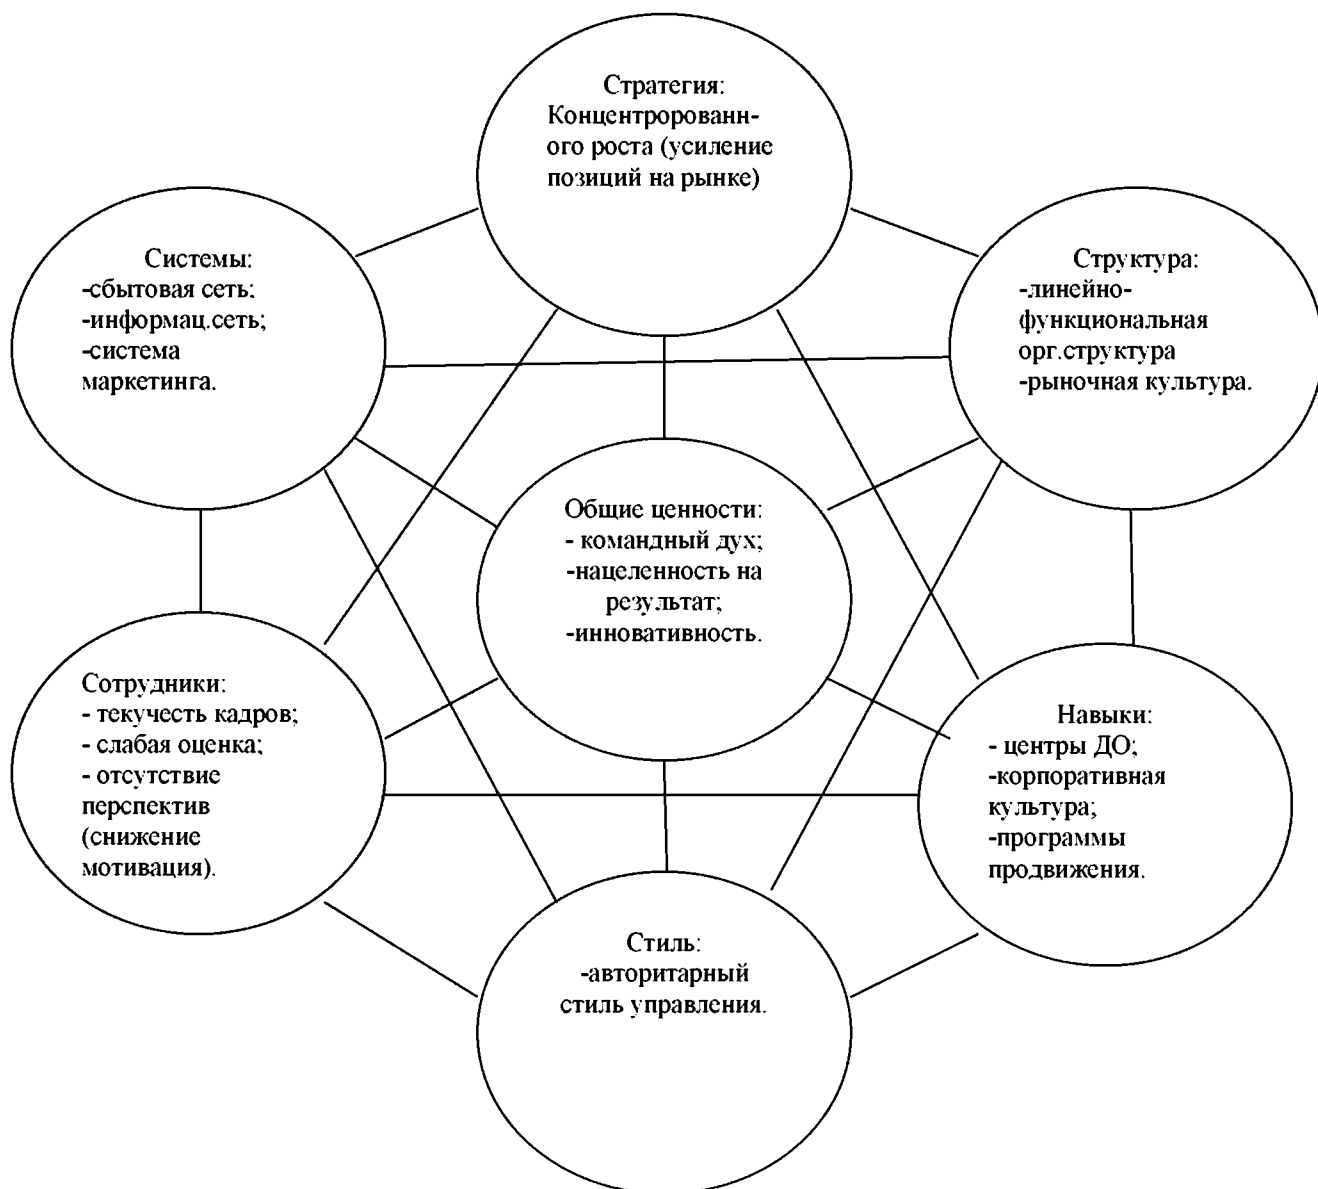 Стратегия:
Концентророванн-
ого роста (усиление
позиций на рынке)
Системы:
-сбытовая сеть;
-информац.сеть;
-система
маркетинга.
Структура:
-линейно-
функциональная
орг.структура
-рыночная культура.
Общие ценности:
- командный дух;
-нацеленность на
результат;
-инновативность.
Сотрудники:
- текучесть кадров;
- слабая оценка;
- отсутствие
перспектив
(снижение
мотивация).
Навыки:
- центры ДО;
-корпоративная
культура;
-программы
продвижения.
Стиль:
-авторитарный
стиль управления.